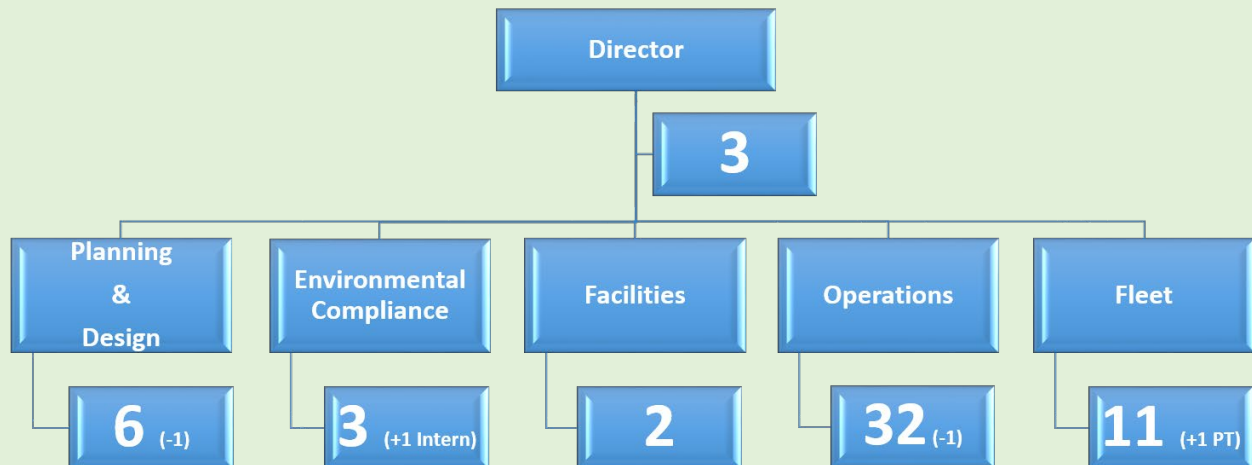 Director
3
Planning
&
Design
Environmental
Compliance
Facilities
Operations
Fleet
6 (-1)
3 (+1 Intern)
2
32 (-1)
11 (+1 PT)